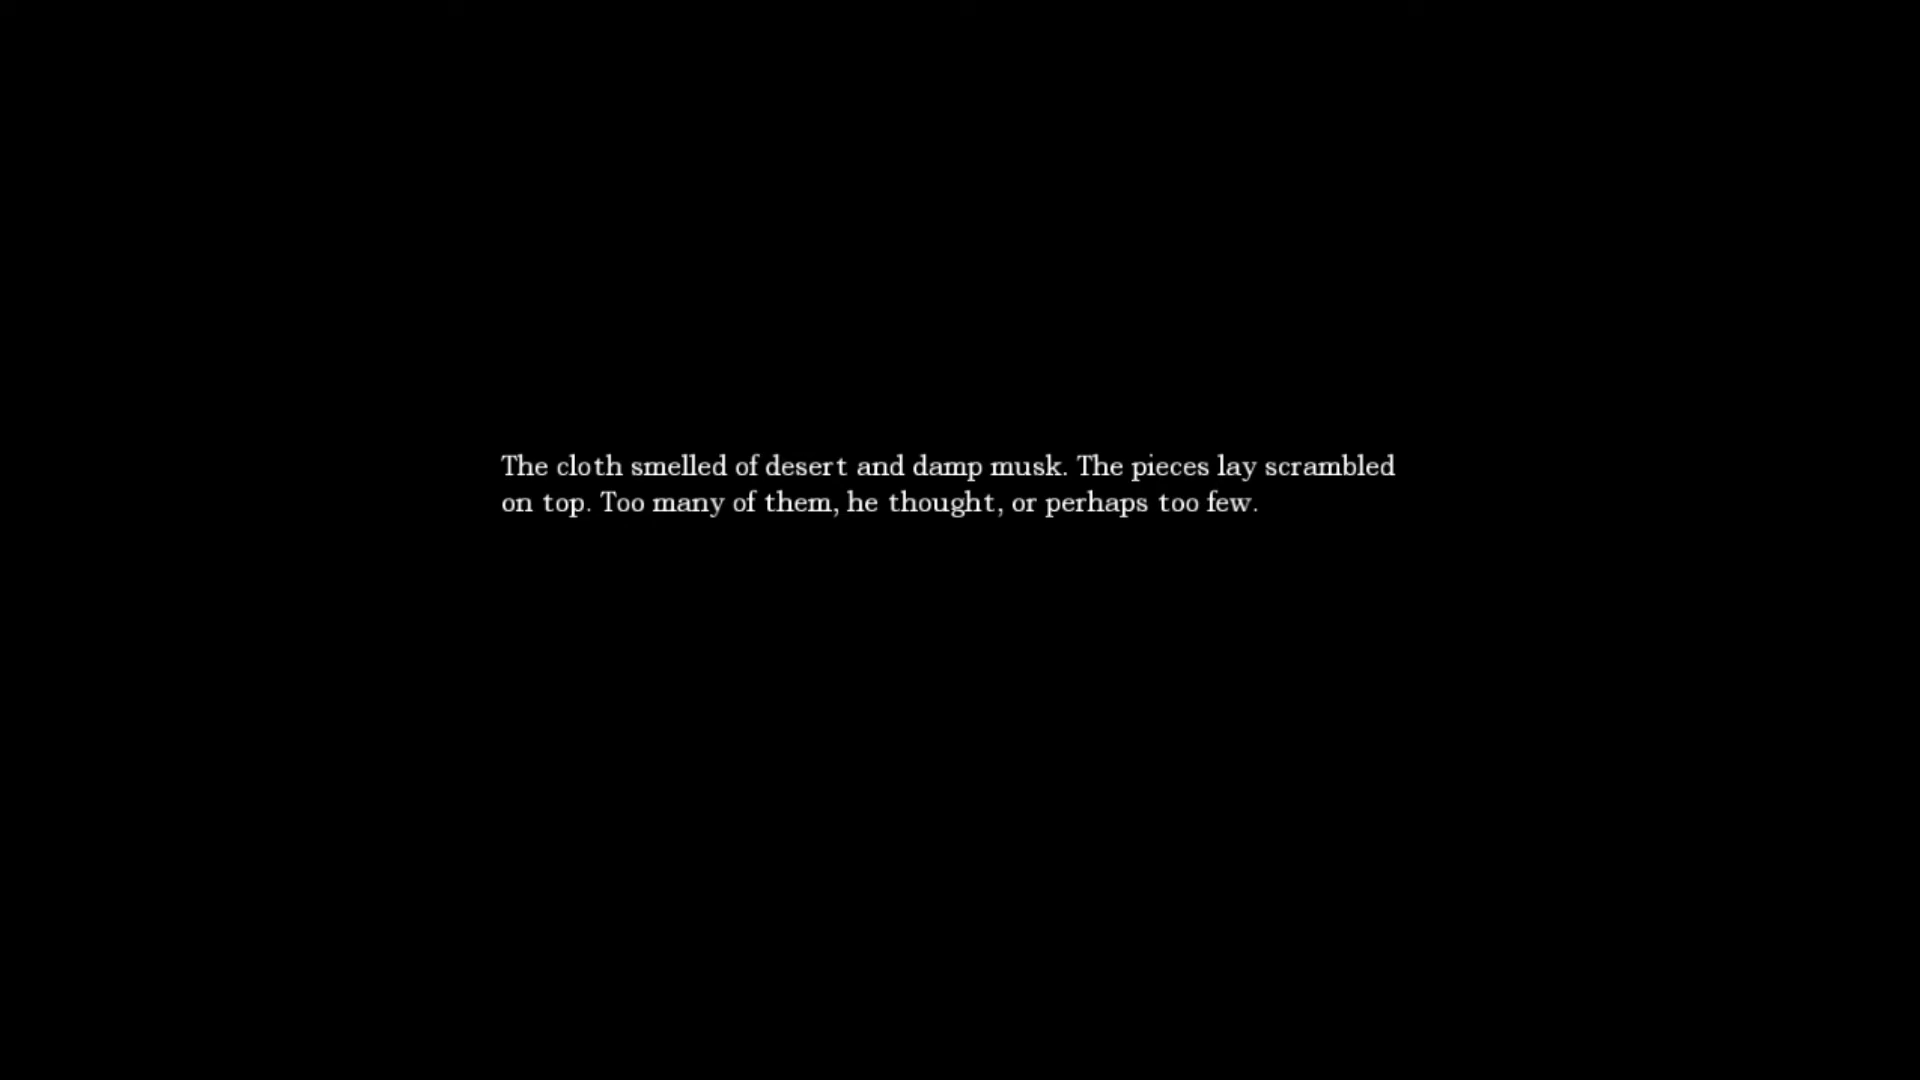 The cloth smelled of desert and damp musk. The pieces lay scrambled
on top. Too many of them, he thought, or perhaps too few.